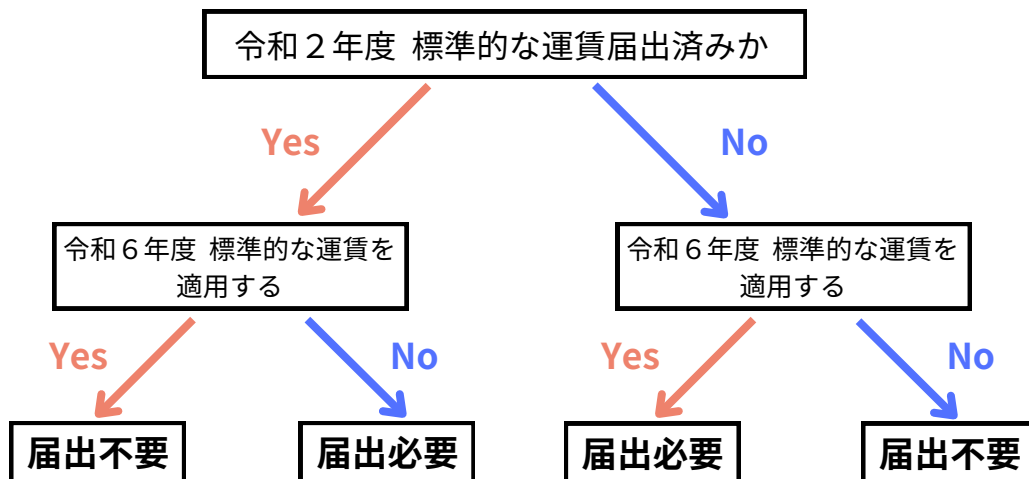 令和２年度 標準的な運賃届出済みか
Yes
No
令和６年度 標準的な運賃を
適用する
令和６年度 標準的な運賃を
適用する
Yes
No
Yes
No
届出不要
届出必要
届出必要
届出不要